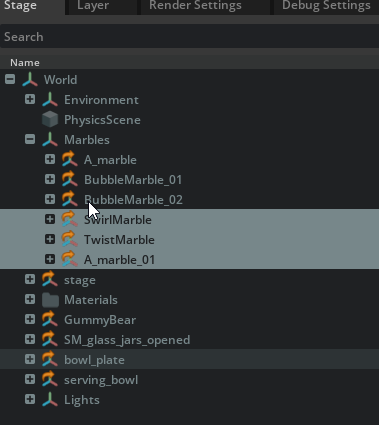 Stage Layer Render Settings Debug Settings
Search
Name
World
Environment
PhysicsScene
Marbles
A_marble
BubbleMarble_01
BubbleMarble_02
SwirlMarble
TwistMarble
A_marble_01
stage
Materials
GummyBear
SM_glass_jars_opened
bowl_plate
serving_bowl
Lights